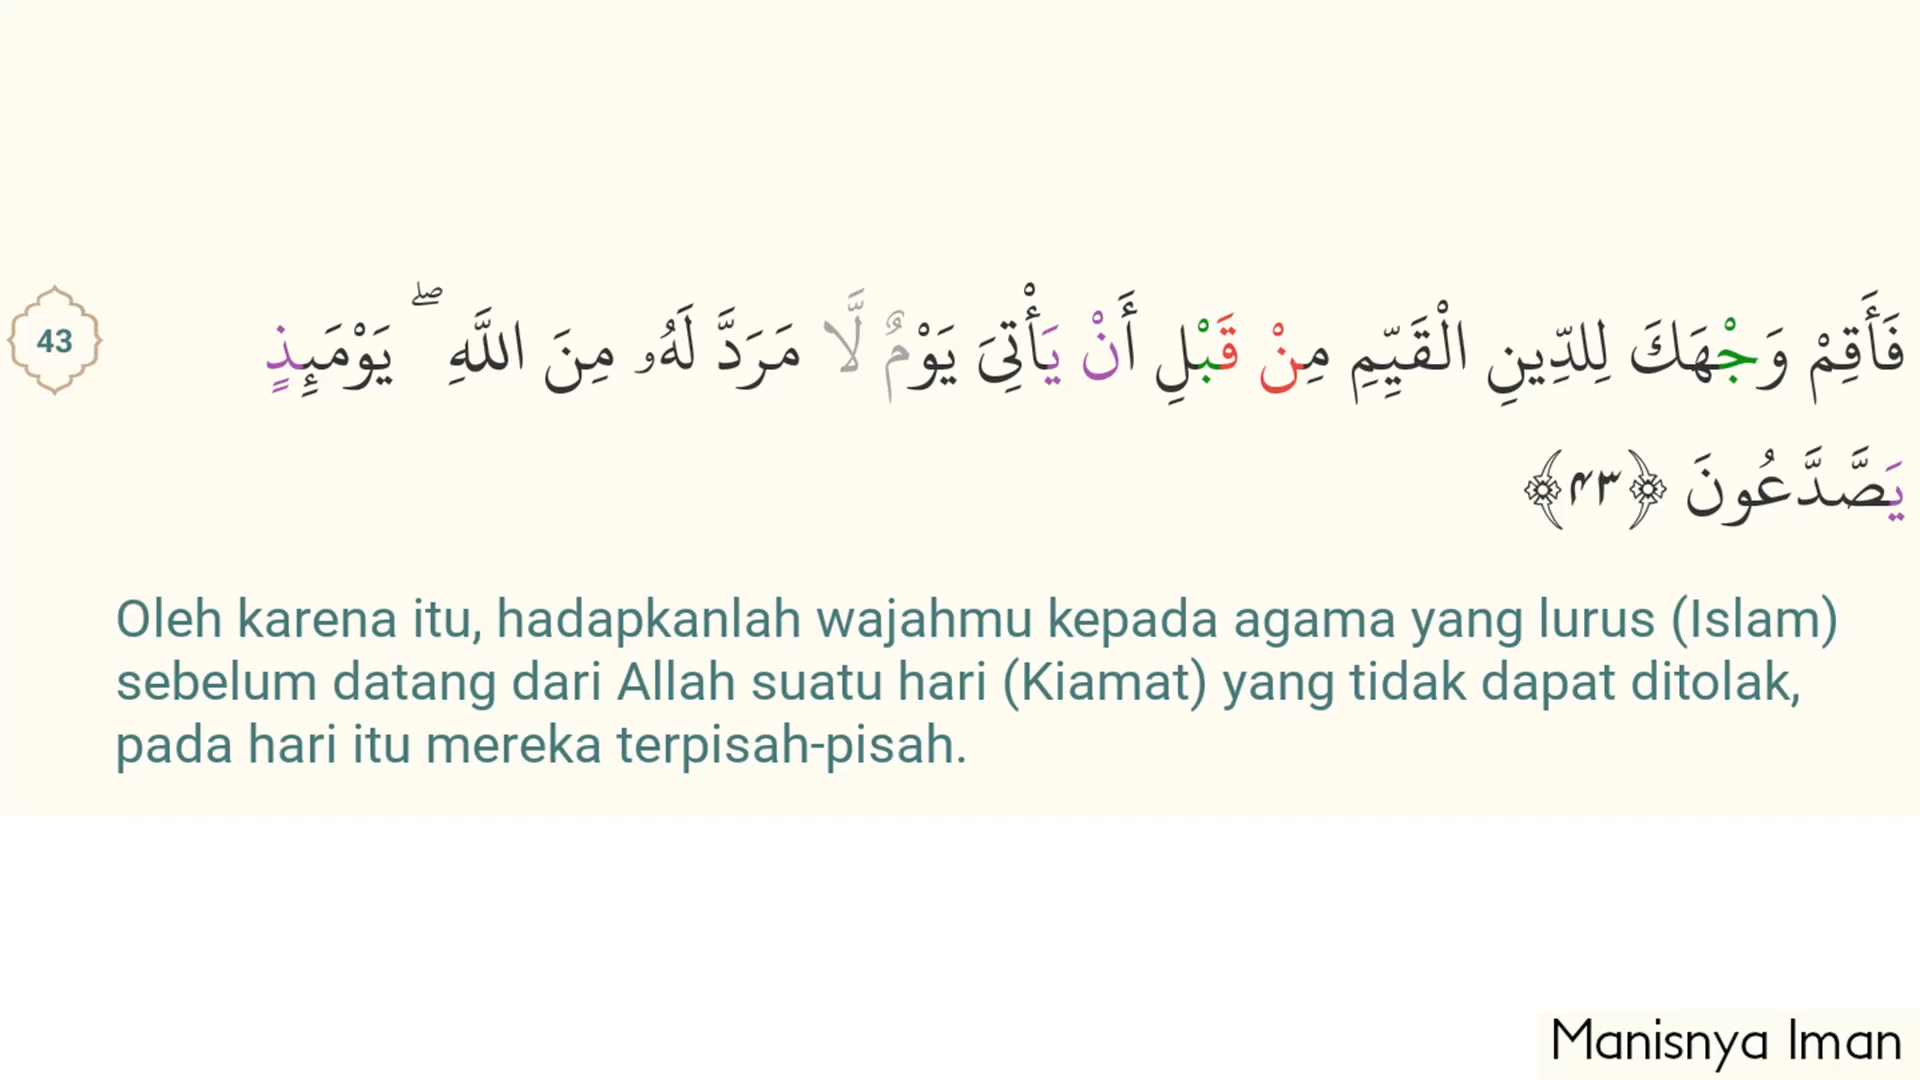 43
فَأَقِمْ وَجْهَكَ لِلدِّينِ الْقَيِّمِ مِنْ قَبْلِ أَنْ يَأْتِىَ يَوْمٌ لَّا مَرَدَّ لَهُۥ مِنَ اللَّهِ ۖ يَوْمَىِٕذٍ
يَصَّدَّعُونَ ﴿۴۳﴾
Oleh karena itu, hadapkanlah wajahmu kepada agama yang lurus (Islam)
sebelum datang dari Allah suatu hari (Kiamat) yang tidak dapat ditolak,
pada hari itu mereka terpisah-pisah.
Manisnya Iman